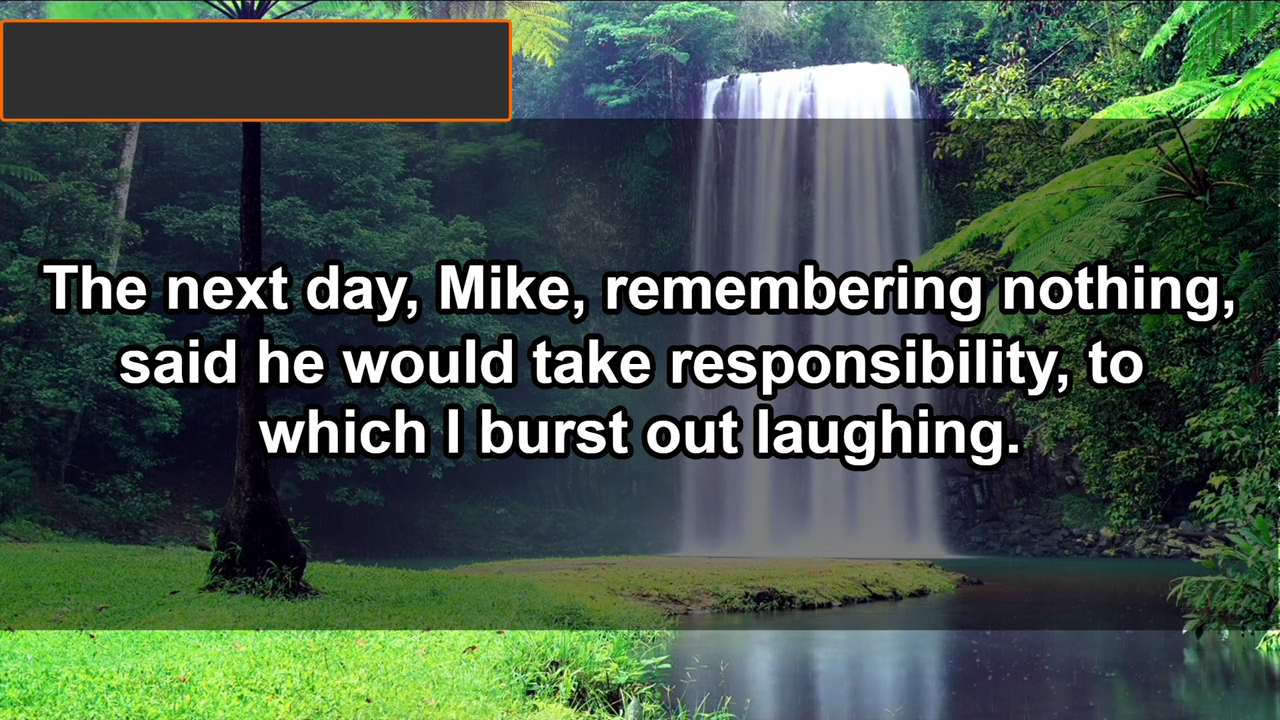 The next day, Mike, remembering nothing,
said he would take responsibility, to
which I burst out laughing.